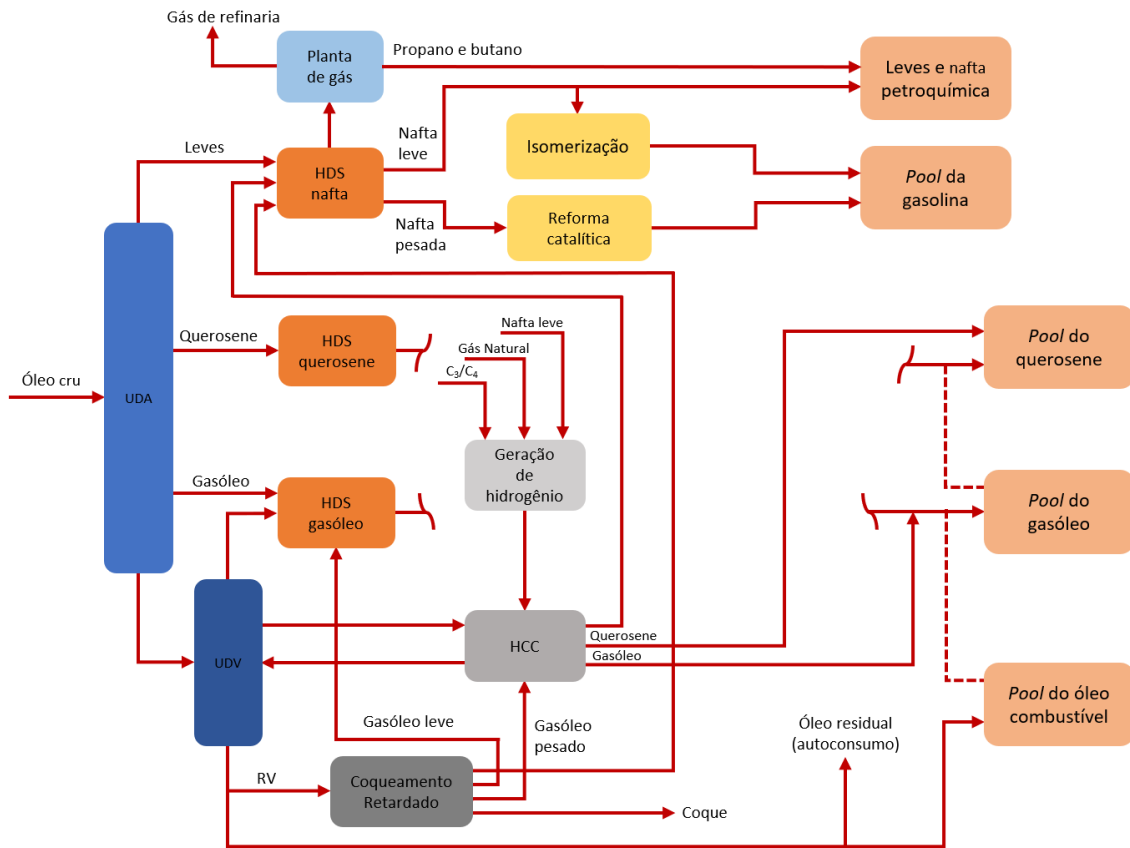 Gás de refinaria
Planta
de gás
Propano e butano
Leves e nafta
petroquímica
Leves
HDS
nafta
Nafta
leve
Isomerização
Nafta
pesada
Reforma
catalítica
Pool da
gasolina
Querosene
HDS
querosene
Nafta leve
Gás Natural
C₃/C₄
Pool do
querosene
Óleo cru
UDA
Geração
de
hidrogênio
Gasóleo
HDS
gasóleo
Pool do
gasóleo
UDV
HCC
Querosene
Gasóleo
Pool do óleo
combustível
Gasóleo leve
Gasóleo
pesado
Óleo residual
(autoconsumo)
RV
Coqueamento
Retardado
Coque